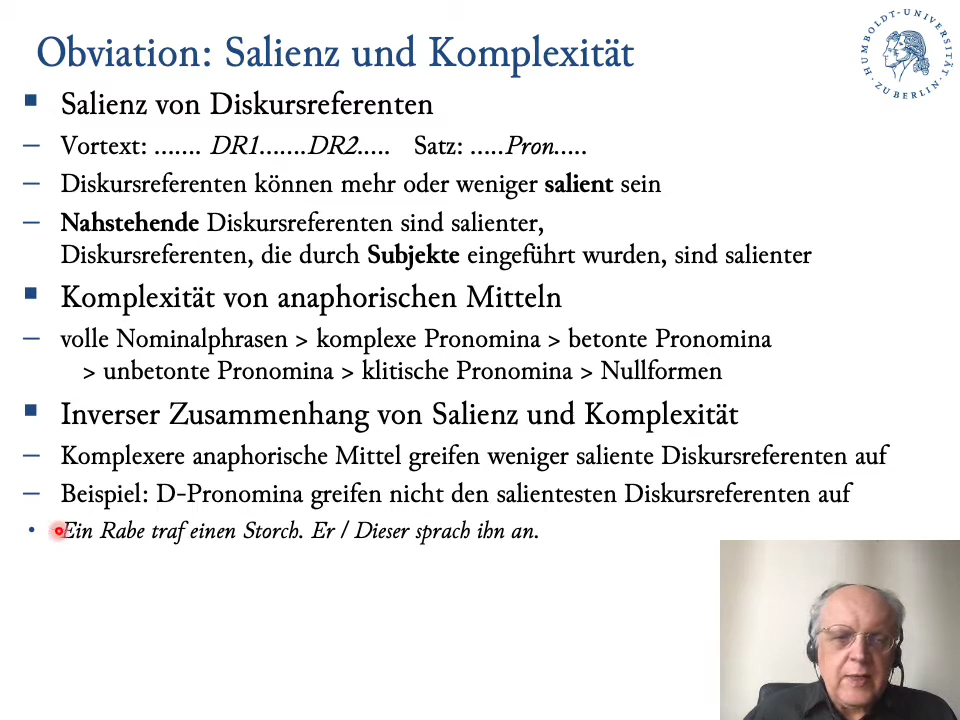 Obviation: Salienz und Komplexität
HUMBOLDT-UNIVERSITÄT ZU BERLIN
Salienz von Diskursreferenten
– Vortext: ....... DR1.......DR2..... Satz: .....Pron.....
– Diskursreferenten können mehr oder weniger salient sein
– Nahstehende Diskursreferenten sind salienter,
Diskursreferenten, die durch Subjekte eingeführt wurden, sind salienter
Komplexität von anaphorischen Mitteln
– volle Nominalphrasen > komplexe Pronomina > betonte Pronomina
> unbetonte Pronomina > klitische Pronomina > Nullformen
Inverser Zusammenhang von Salienz und Komplexität
– Komplexere anaphorische Mittel greifen weniger saliente Diskursreferenten auf
– Beispiel: D-Pronomina greifen nicht den salientesten Diskursreferenten auf
• Ein Rabe traf einen Storch. Er / Dieser sprach ihn an.